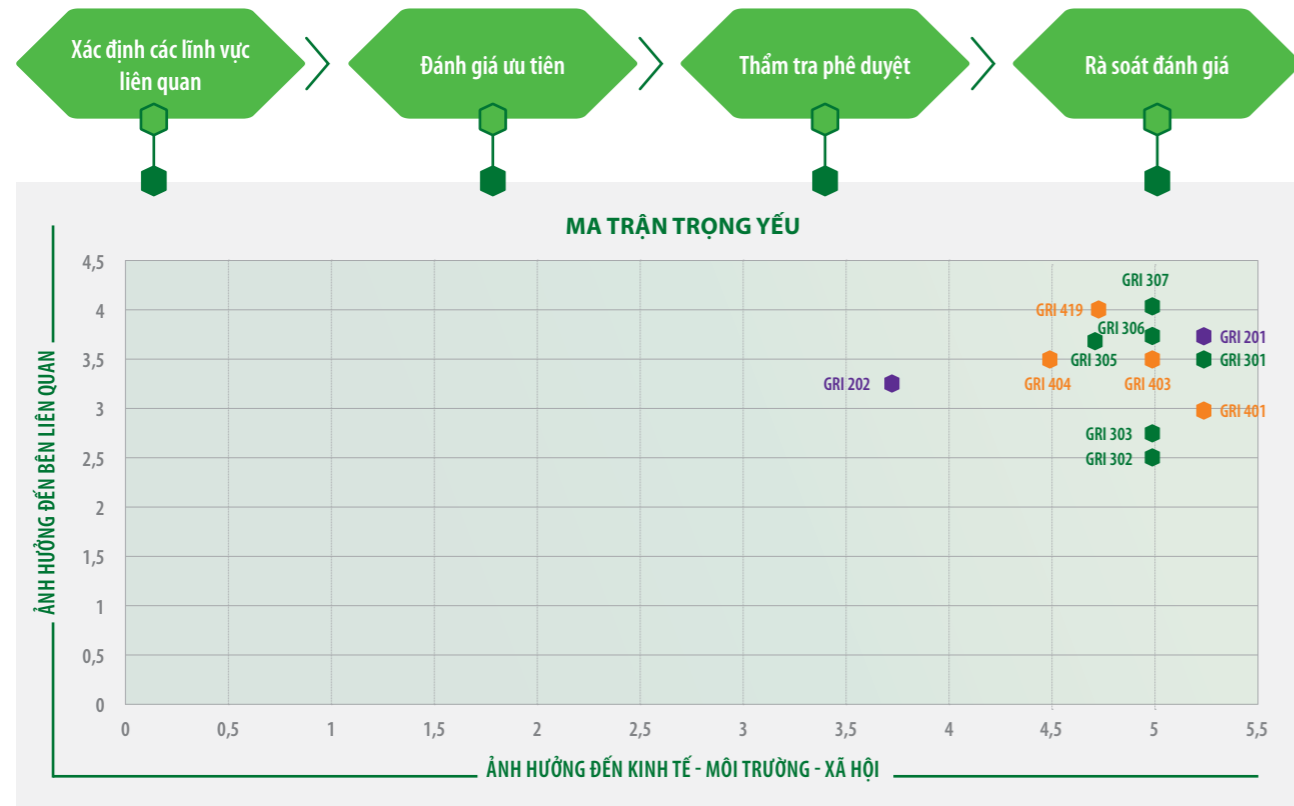 Xác định các lĩnh vực
liên quan
Đánh giá ưu tiên
Thẩm tra phê duyệt
Rà soát đánh giá
MA TRẬN TRỌNG YẾU
ẢNH HƯỞNG ĐẾN BÊN LIÊN QUAN
4,5
4
3,5
3
2,5
2
1,5
1
0,5
0
GRI 307
GRI 419
GRI 306
GRI 201
GRI 305
GRI 301
GRI 404
GRI 403
GRI 202
GRI 401
GRI 303
GRI 302
0
0,5
1
1,5
2
2,5
3
3,5
4
4,5
5
5,5
ẢNH HƯỞNG ĐẾN KINH TẾ - MÔI TRƯỜNG - XÃ HỘI